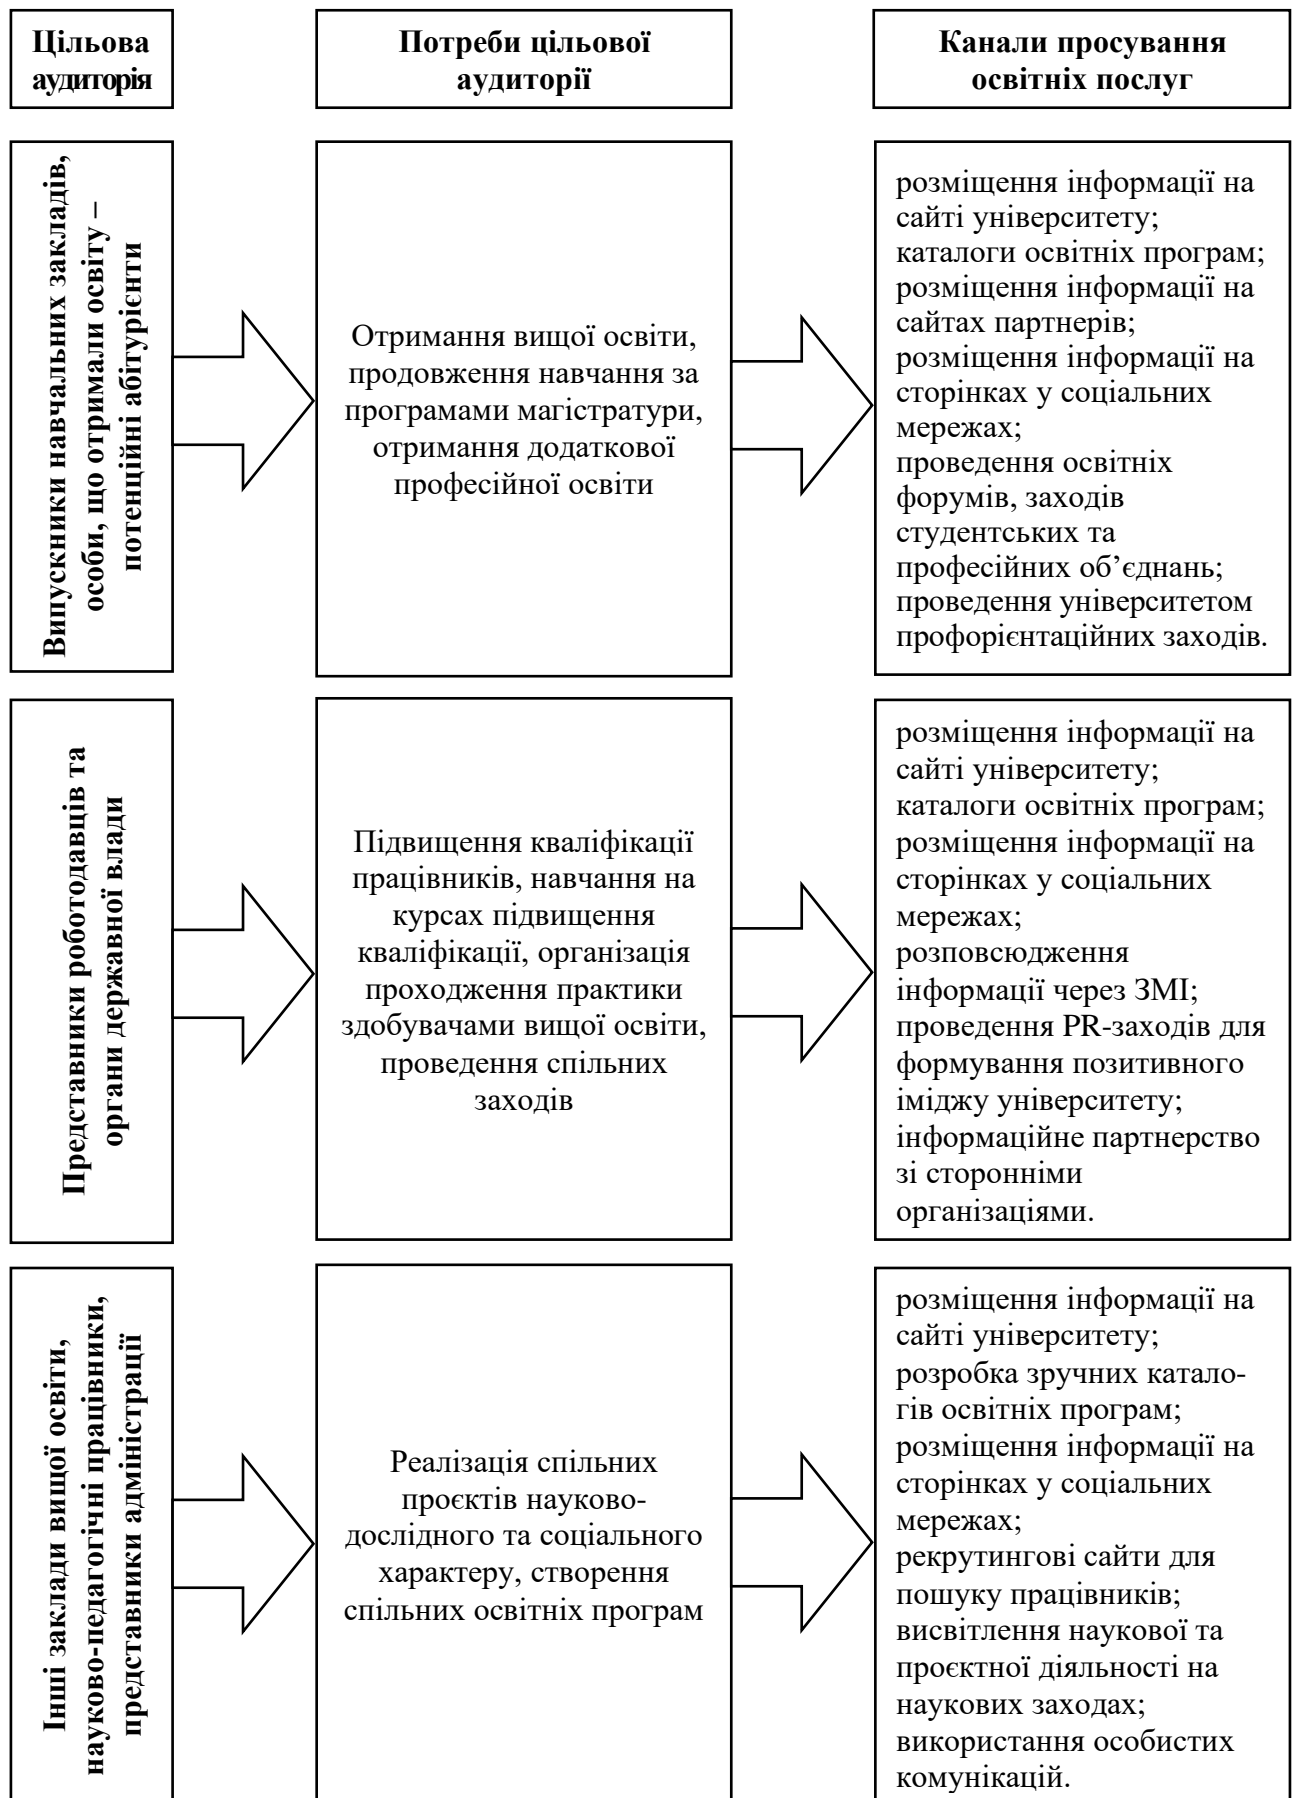 Цільова
аудиторія
Потреби цільової
аудиторії
Канали просування
освітніх послуг
Випускники навчальних закладів,
особи, що отримали освіту –
потенційні абітурієнти
Отримання вищої освіти,
продовження навчання за
програмами магістратури,
отримання додаткової
професійної освіти
розміщення інформації на
сайті університету;
каталоги освітніх програм;
розміщення інформації на
сайтах партнерів;
розміщення інформації на
сторінках у соціальних
мережах;
проведення освітніх
форумів, заходів
студентських та
професійних об’єднань;
проведення університетом
профорієнтаційних заходів.
Представники роботодавців та
органи державної влади
Підвищення кваліфікації
працівників, навчання на
курсах підвищення
кваліфікації, організація
проходження практики
здобувачами вищої освіти,
проведення спільних
заходів
розміщення інформації на
сайті університету;
каталоги освітніх програм;
розміщення інформації на
сторінках у соціальних
мережах;
розповсюдження
інформації через ЗМІ;
проведення PR-заходів для
формування позитивного
іміджу університету;
інформаційне партнерство
зі сторонніми
організаціями.
Інші заклади вищої освіти,
науково-педагогічні працівники,
представники адміністрації
Реалізація спільних
проєктів науково-
дослідного та соціального
характеру, створення
спільних освітніх програм
розміщення інформації на
сайті університету;
розробка зручних катало-
гів освітніх програм;
розміщення інформації на
сторінках у соціальних
мережах;
рекрутингові сайти для
пошуку працівників;
висвітлення наукової та
проєктної діяльності на
наукових заходах;
використання особистих
комунікацій.